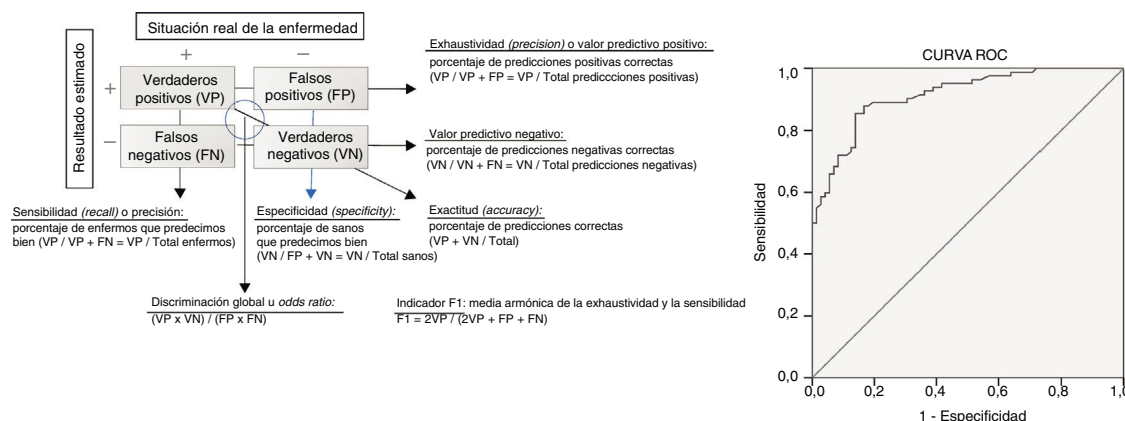 Situación real de la enfermedad
Resultado estimado
+
−
+
−
Verdaderos
positivos (VP)
Falsos
positivos (FP)
Falsos
negativos (FN)
Verdaderos
negativos (VN)
Exhaustividad (precision) o valor predictivo positivo:
porcentaje de predicciones positivas correctas
(VP / VP + FP = VP / Total prediccciones positivas)
Valor predictivo negativo:
porcentaje de predicciones negativas correctas
(VN / VN + FN = VN / Total predicciones negativas)
Sensibilidad (recall) o precisión:
porcentaje de enfermos que predecimos
bien (VP / VP + FN = VP / Total enfermos)
Especificidad (specificity):
porcentaje de sanos
que predecimos bien
(VN / FP + VN = VN / Total sanos)
Exactitud (accuracy):
porcentaje de predicciones correctas
(VP + VN / Total)
Discriminación global u odds ratio:
(VP x VN) / (FP x FN)
Indicador F1: media armónica de la exhaustividad y la sensibilidad
F1 = 2VP / (2VP + FP + FN)
CURVA ROC
1,0
0,8
0,6
0,4
0,2
0,0
Sensibilidad
0,0
0,2
0,4
0,6
0,8
1,0
1 - Especificidad